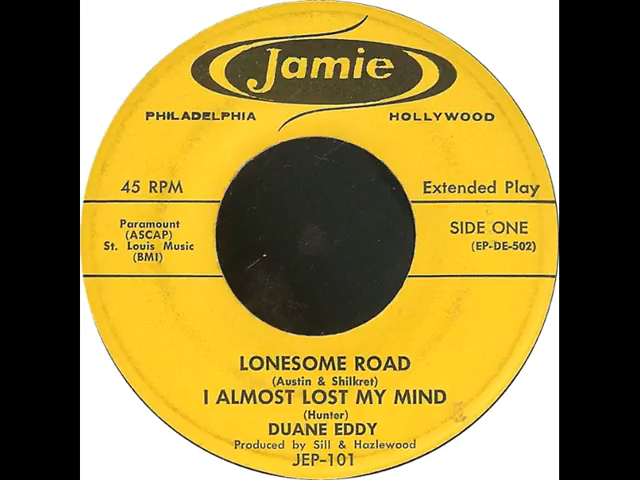 Jamie
PHILADELPHIA HOLLYWOOD
45 RPM Extended Play
Paramount
(ASCAP)
St. Louis Music
(BMI)
SIDE ONE
(EP-DE-502)
LONESOME ROAD
(Austin & Shilkret)
I ALMOST LOST MY MIND
(Hunter)
DUANE EDDY
Produced by Sill & Hazlewood
JEP-101